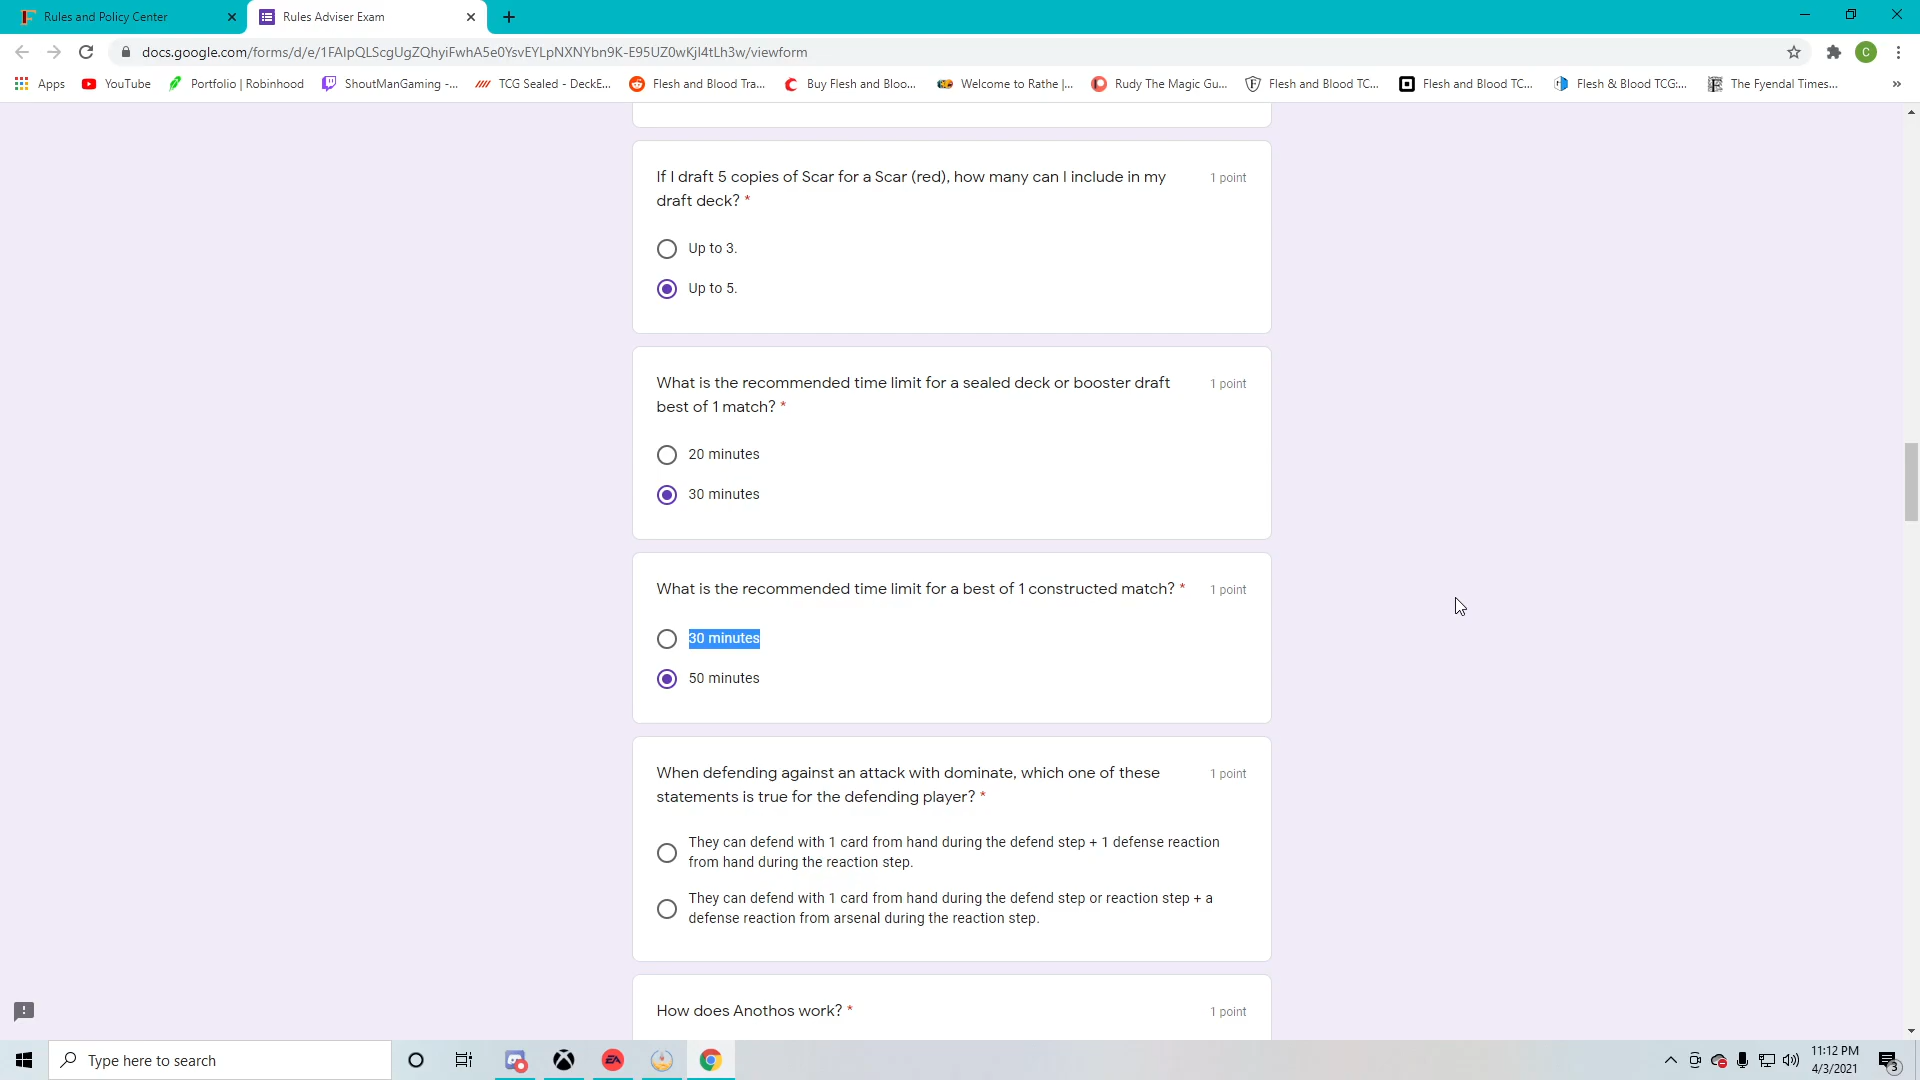 Rules and Policy Center
Rules Adviser Exam
docs.google.com/forms/d/e/1FAIpQLScgUgZQhyiFwhA5e0YsvEYLpNXNYbn9K-E95UZ0wKjI4tLh3w/viewform
C
Apps
YouTube
Portfolio | Robinhood
ShoutManGaming -...
TCG Sealed - DeckE...
Flesh and Blood Tra...
Buy Flesh and Bloo...
Welcome to Rathe |...
Rudy The Magic Gu...
Flesh and Blood TC...
Flesh and Blood TC...
Flesh & Blood TCG:...
The Fyendal Times...
»
If I draft 5 copies of Scar for a Scar (red), how many can I include in my
draft deck? *
1 point
Up to 3.
Up to 5.
What is the recommended time limit for a sealed deck or booster draft
best of 1 match? *
1 point
20 minutes
30 minutes
What is the recommended time limit for a best of 1 constructed match? *
1 point
30 minutes
50 minutes
When defending against an attack with dominate, which one of these
statements is true for the defending player? *
1 point
They can defend with 1 card from hand during the defend step + 1 defense reaction
from hand during the reaction step.
They can defend with 1 card from hand during the defend step or reaction step + a
defense reaction from arsenal during the reaction step.
How does Anothos work? *
1 point
Type here to search
EA
11:12 PM
4/3/2021
3